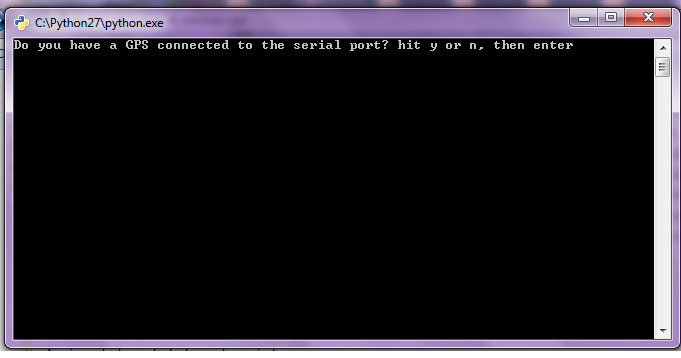 C:\Python27\python.exe
Do you have a GPS connected to the serial port? hit y or n, then enter